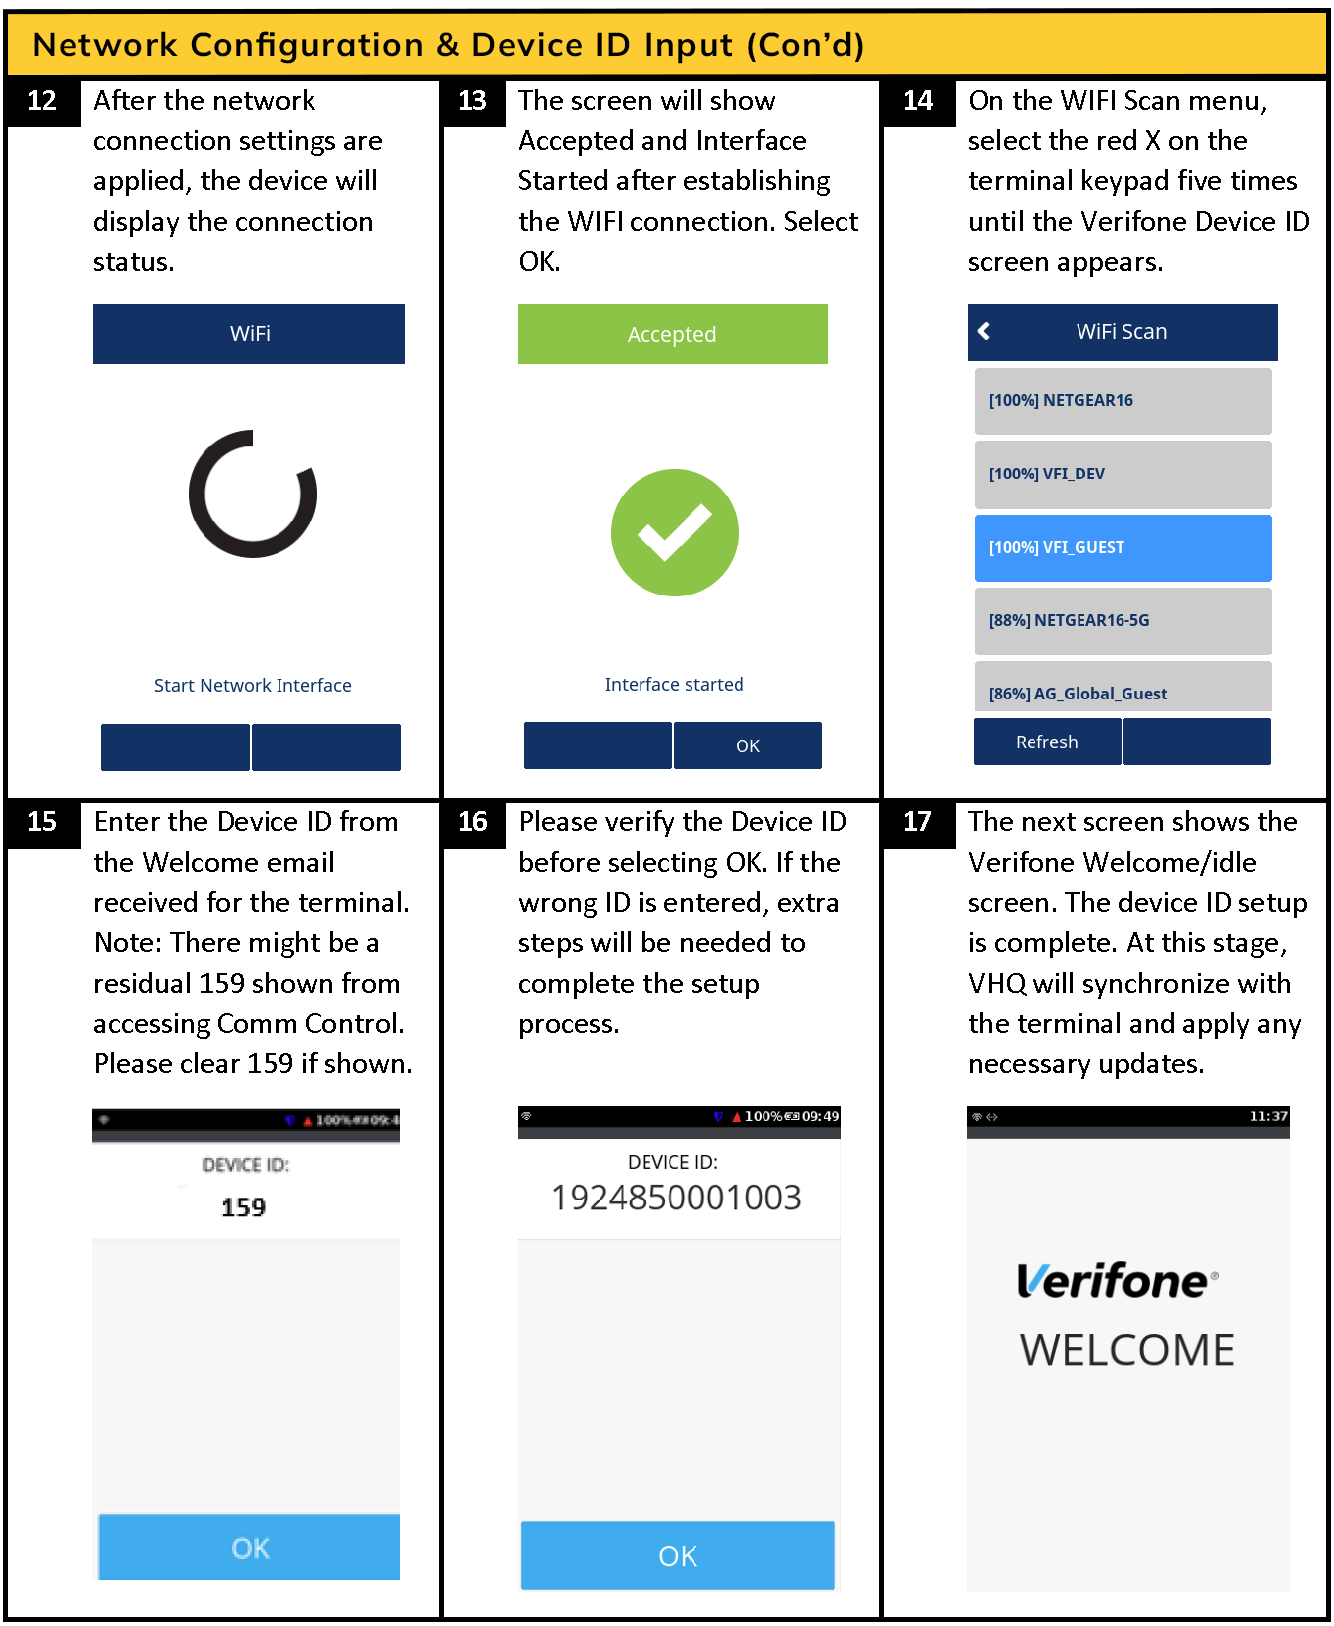 Network Configuration & Device ID Input (Con'd)
12
After the network
connection settings are
applied, the device will
display the connection
status.
WiFi
Start Network Interface
13
The screen will show
Accepted and Interface
Started after establishing
the WIFI connection. Select
OK.
Accepted
Interface started
OK
14
On the WIFI Scan menu,
select the red X on the
terminal keypad five times
until the Verifone Device ID
screen appears.
WiFi Scan
[100%] NETGEAR16
[100%] VFI_DEV
[100%] VFI_GUEST
[88%] NETGEAR16-5G
[86%] AG_Global_Guest
Refresh
15
Enter the Device ID from
the Welcome email
received for the terminal.
Note: There might be a
residual 159 shown from
accessing Comm Control.
Please clear 159 if shown.
100% 09:4
DEVICE ID:
159
OK
16
Please verify the Device ID
before selecting OK. If the
wrong ID is entered, extra
steps will be needed to
complete the setup
process.
100% 09:49
DEVICE ID:
1924850001003
OK
17
The next screen shows the
Verifone Welcome/idle
screen. The device ID setup
is complete. At this stage,
VHQ will synchronize with
the terminal and apply any
necessary updates.
11:37
Verifone®
WELCOME